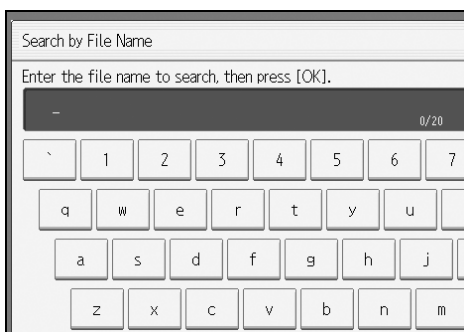 Search by File Name
Enter the file name to search, then press [OK].
_ 0/20
` 1 2 3 4 5 6 7
q w e r t y u
a s d f g h j
z x c v b n m